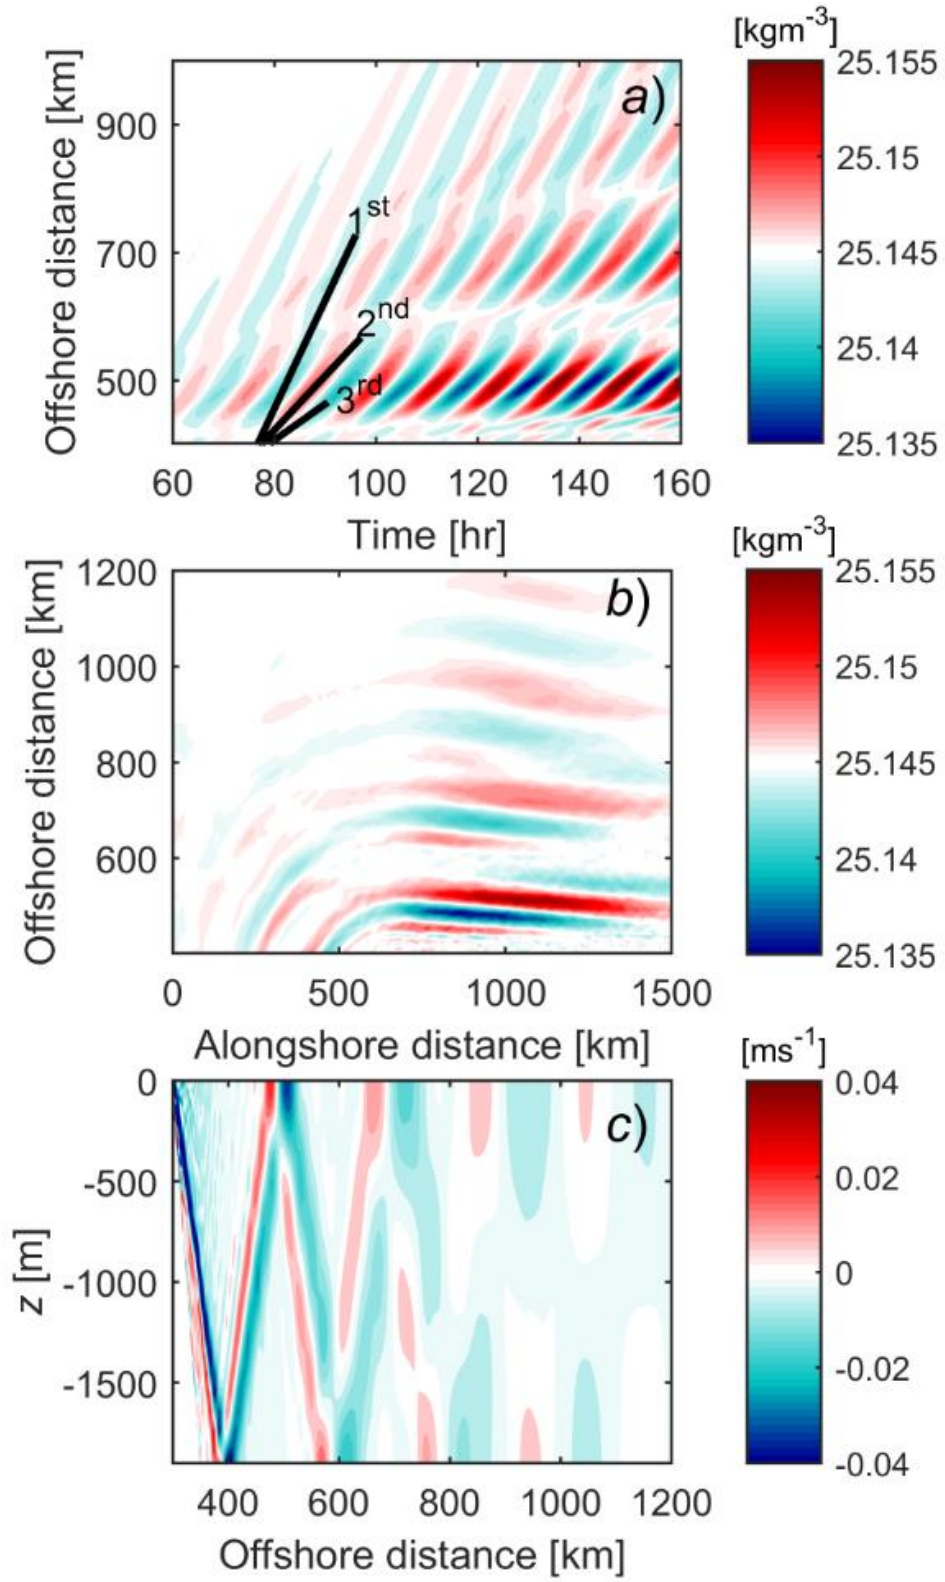 [kgm-3]
a)
Offshore distance [km]
900
700
500
1st
2nd
3rd
60 80 100 120 140 160
Time [hr]
25.155
25.15
25.145
25.14
25.135
[kgm-3]
b)
Offshore distance [km]
1200
1000
800
600
0 500 1000 1500
Alongshore distance [km]
25.155
25.15
25.145
25.14
25.135
[ms-1]
c)
z [m]
0
-500
-1000
-1500
400 600 800 1000 1200
Offshore distance [km]
0.04
0.02
0
-0.02
-0.04